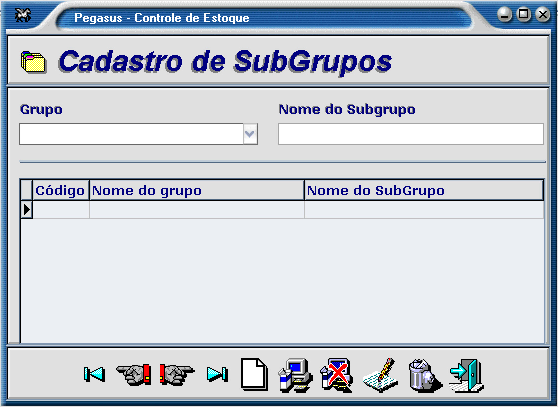 Pegasus - Controle de Estoque
Cadastro de SubGrupos
Grupo Nome do Subgrupo
Código Nome do grupo Nome do SubGrupo